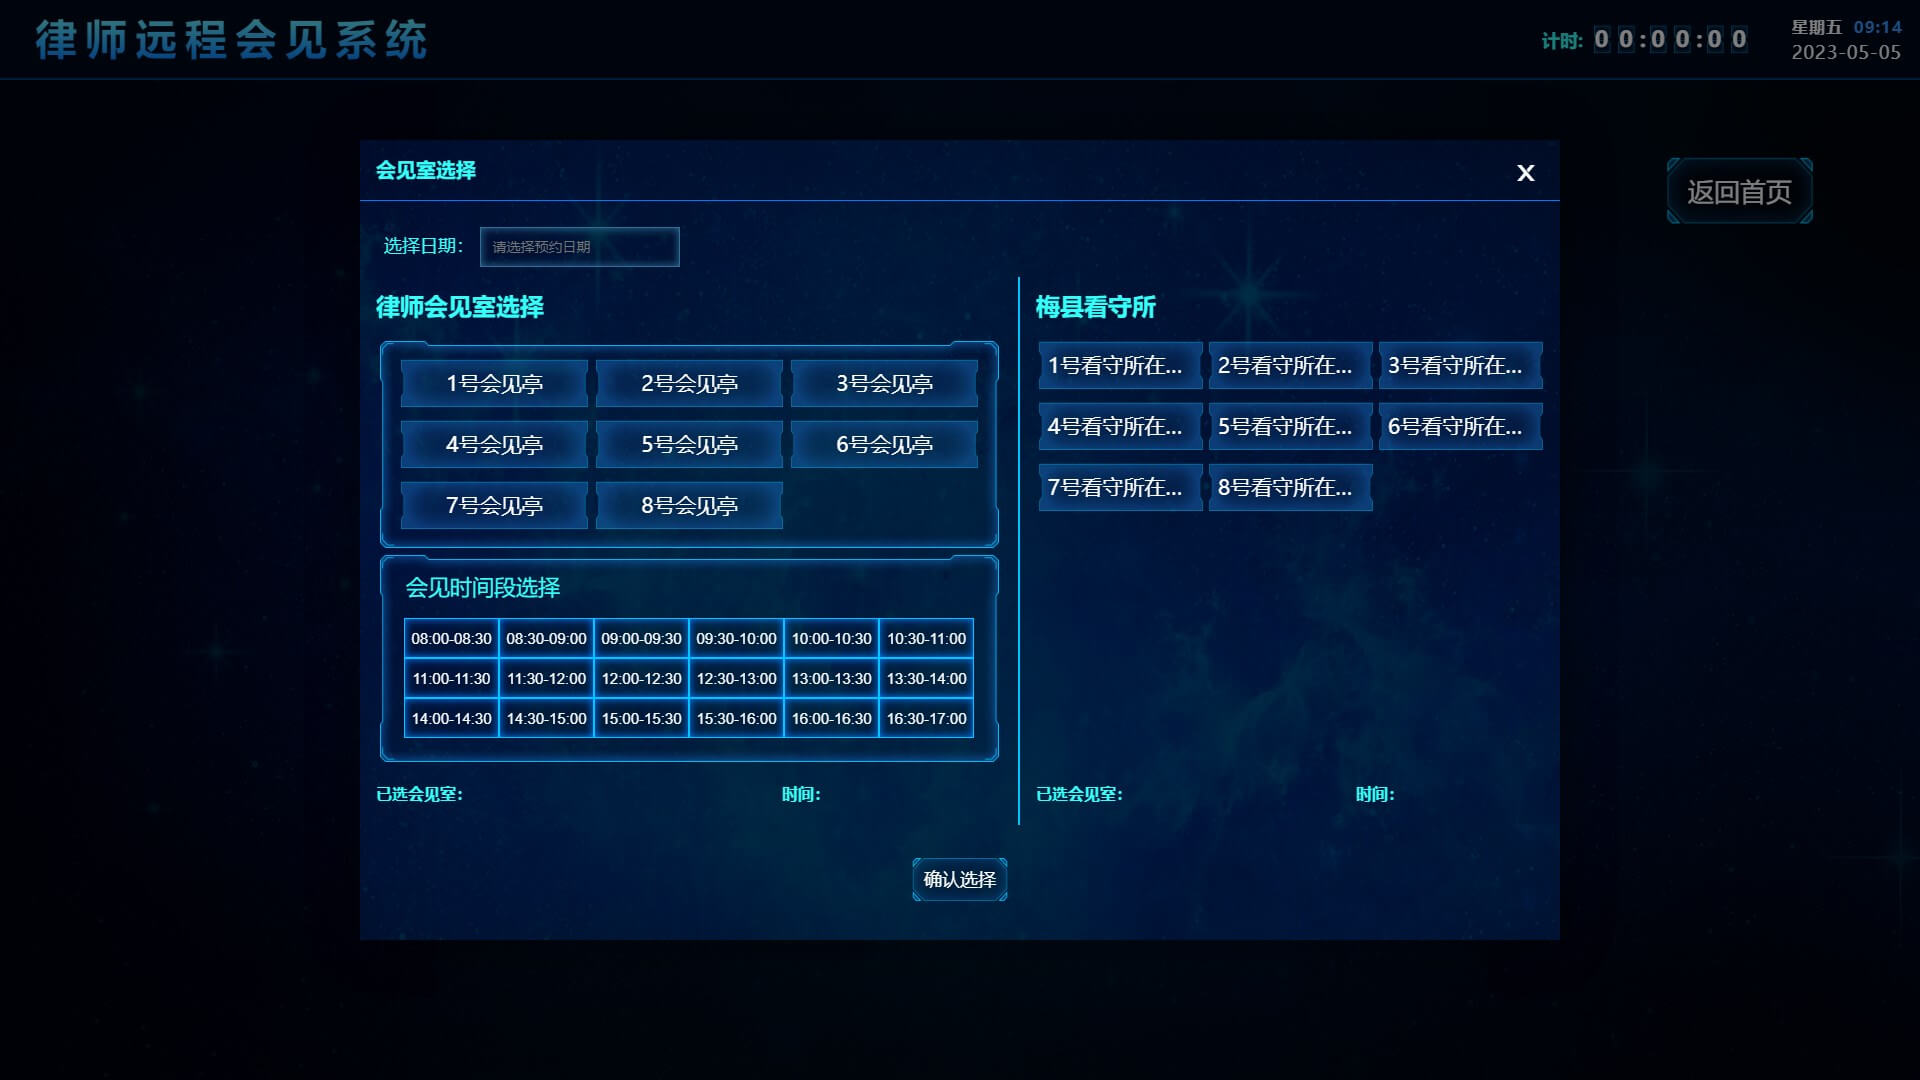 律师远程会见系统
计时: 00:00:00
星期五 09:14
2023-05-05
返回首页
会见室选择
X
选择日期：
请选择预约日期
律师会见室选择
1号会见亭 2号会见亭 3号会见亭
4号会见亭 5号会见亭 6号会见亭
7号会见亭 8号会见亭
会见时间段选择
08:00-08:30 08:30-09:00 09:00-09:30 09:30-10:00 10:00-10:30 10:30-11:00
11:00-11:30 11:30-12:00 12:00-12:30 12:30-13:00 13:00-13:30 13:30-14:00
14:00-14:30 14:30-15:00 15:00-15:30 15:30-16:00 16:00-16:30 16:30-17:00
已选会见室： 时间：
梅县看守所
1号看守所在... 2号看守所在... 3号看守所在...
4号看守所在... 5号看守所在... 6号看守所在...
7号看守所在... 8号看守所在...
已选会见室： 时间：
确认选择